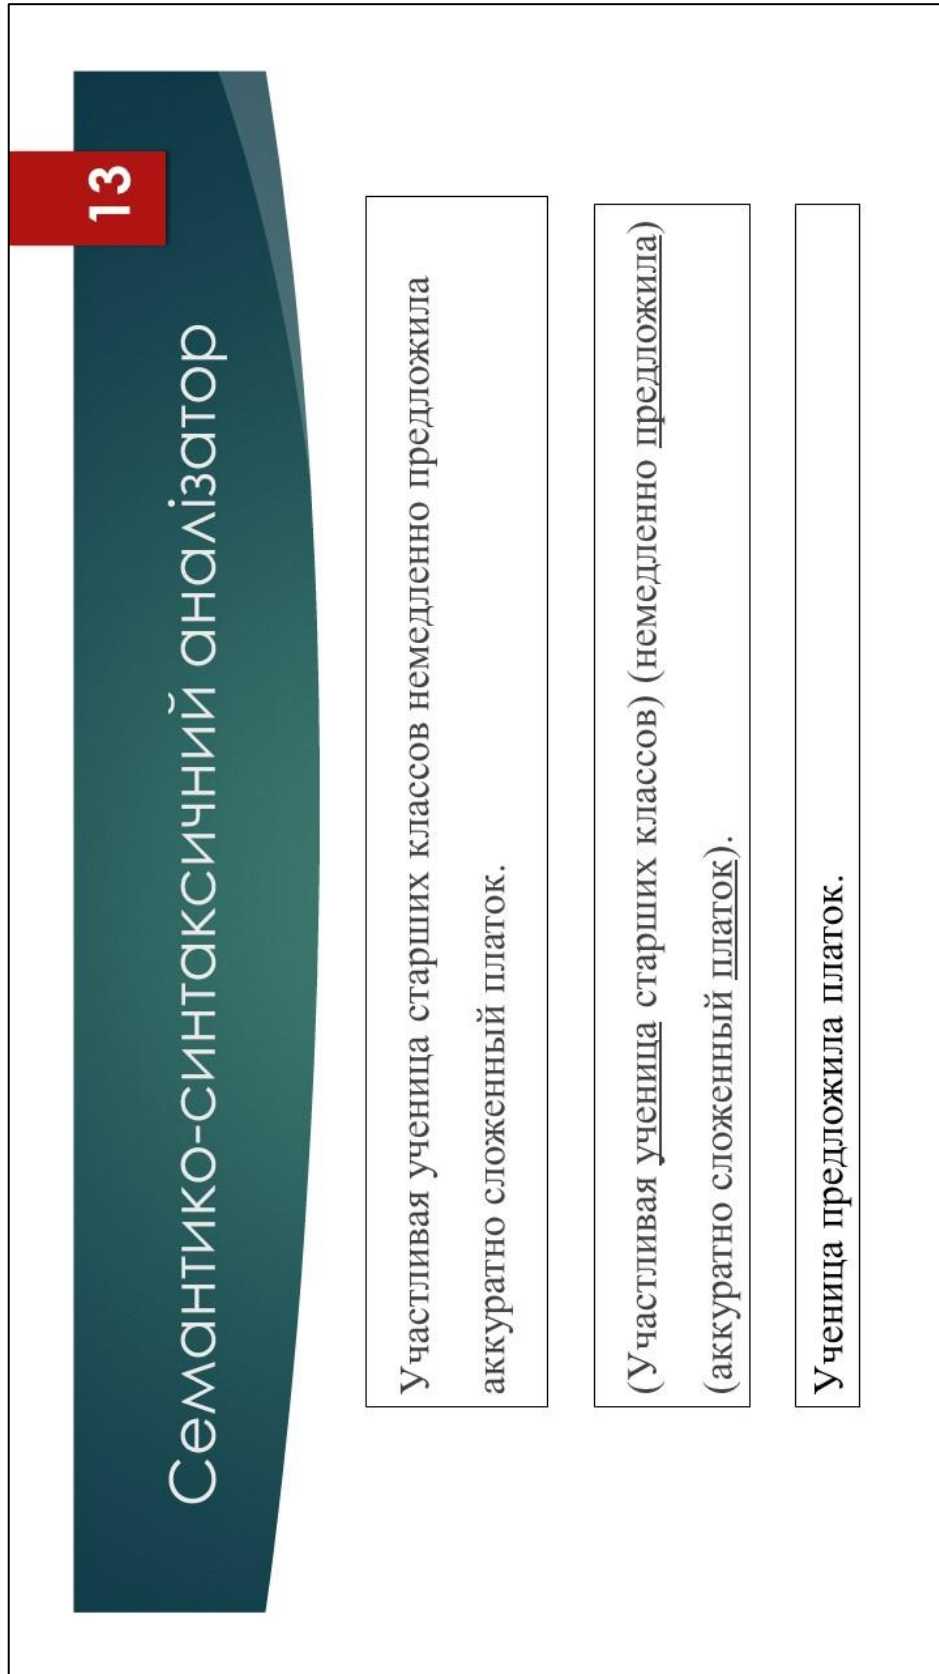 13
Семантико-синтаксичний аналізатор
Участливая ученица старших классов немедленно предложила
аккуратно сложенный платок.
(Участливая ученица старших классов) (немедленно предложила)
(аккуратно сложенный платок).
Ученица предложила платок.